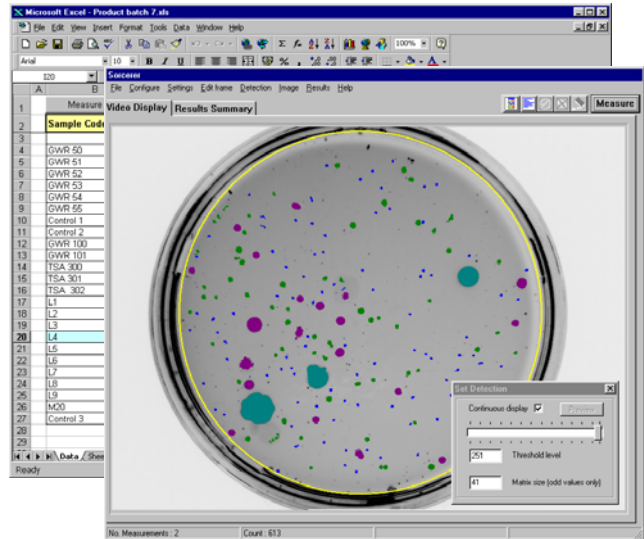 Microsoft Excel - Product batch 7.xls
File Edit View Insert Format Tools Data Window Help
100%
Arial 10 B I U
I20
Sorcerer
File Configure Settings Edit frame Detection Image Results Help
Video Display Results Summary Measure
A B
1 Measure
2 Sample Cod
3
4 GWR 50
5 GWR 51
6 GWR 52
7 GWR 53
8 GWR 54
9 GWR 55
10 Control 1
11 Control 2
12 GWR 100
13 GWR 101
14 TSA 300
15 TSA 301
16 TSA 302
17 L1
18 L2
19 L3
20 L4
21 L5
22 L6
23 L7
24 L8
25 L9
26 M20
27 Control 3
28
29
Data Shee
Ready
Set Detection
Continuous display Preview
251 Threshold level
41 Matrix size (odd values only)
No. Measurements : 2 Count : 613